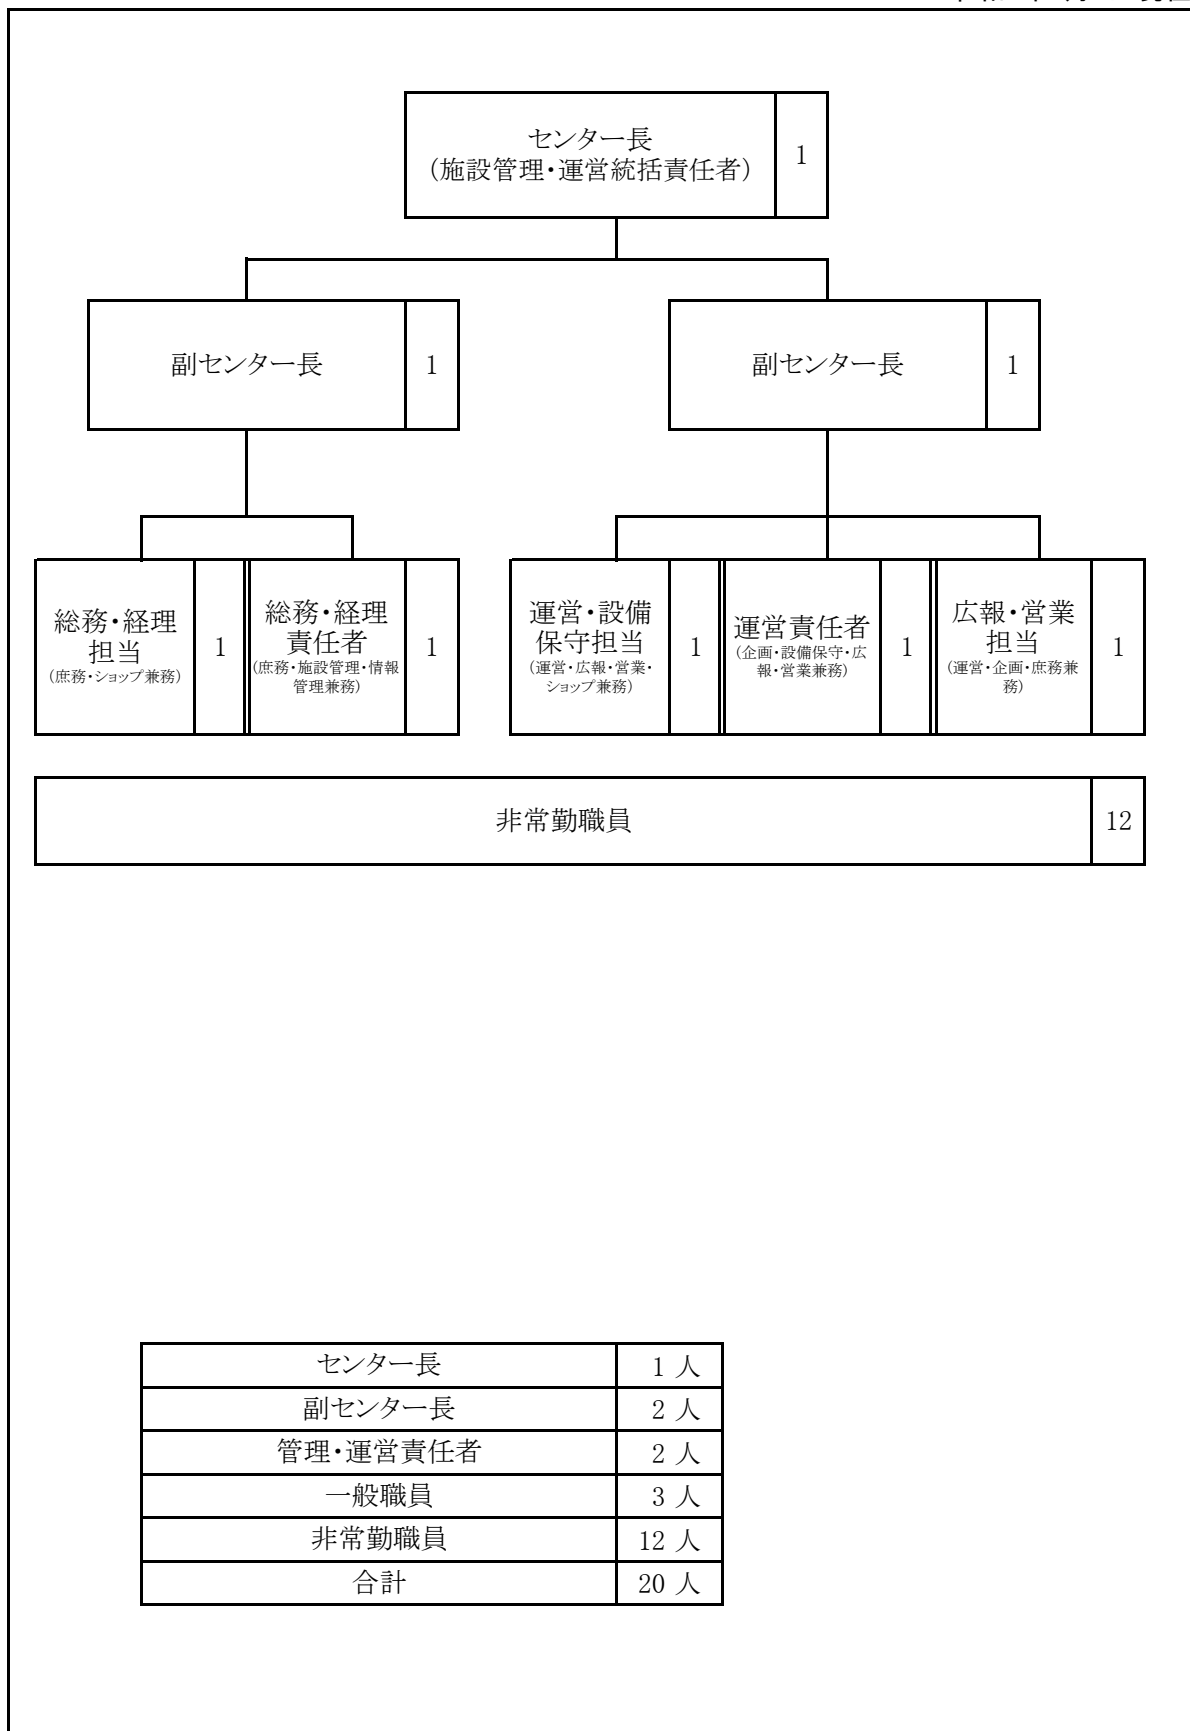 センター長
（施設管理・運営統括責任者）
1
副センター長
1
副センター長
1
総務・経理
担当
(庶務・ショップ兼務)
1
総務・経理
責任者
(庶務・施設管理・情報
管理兼務)
1
運営・設備
保守担当
(運営・広報・営業・
ショップ兼務)
1
運営責任者
(企画・設備保守・広
報・営業兼務)
1
広報・営業
担当
(運営・企画・庶務兼
務)
1
非常勤職員
12
センター長 1 人
副センター長 2 人
管理・運営責任者 2 人
一般職員 3 人
非常勤職員 12 人
合計 20 人